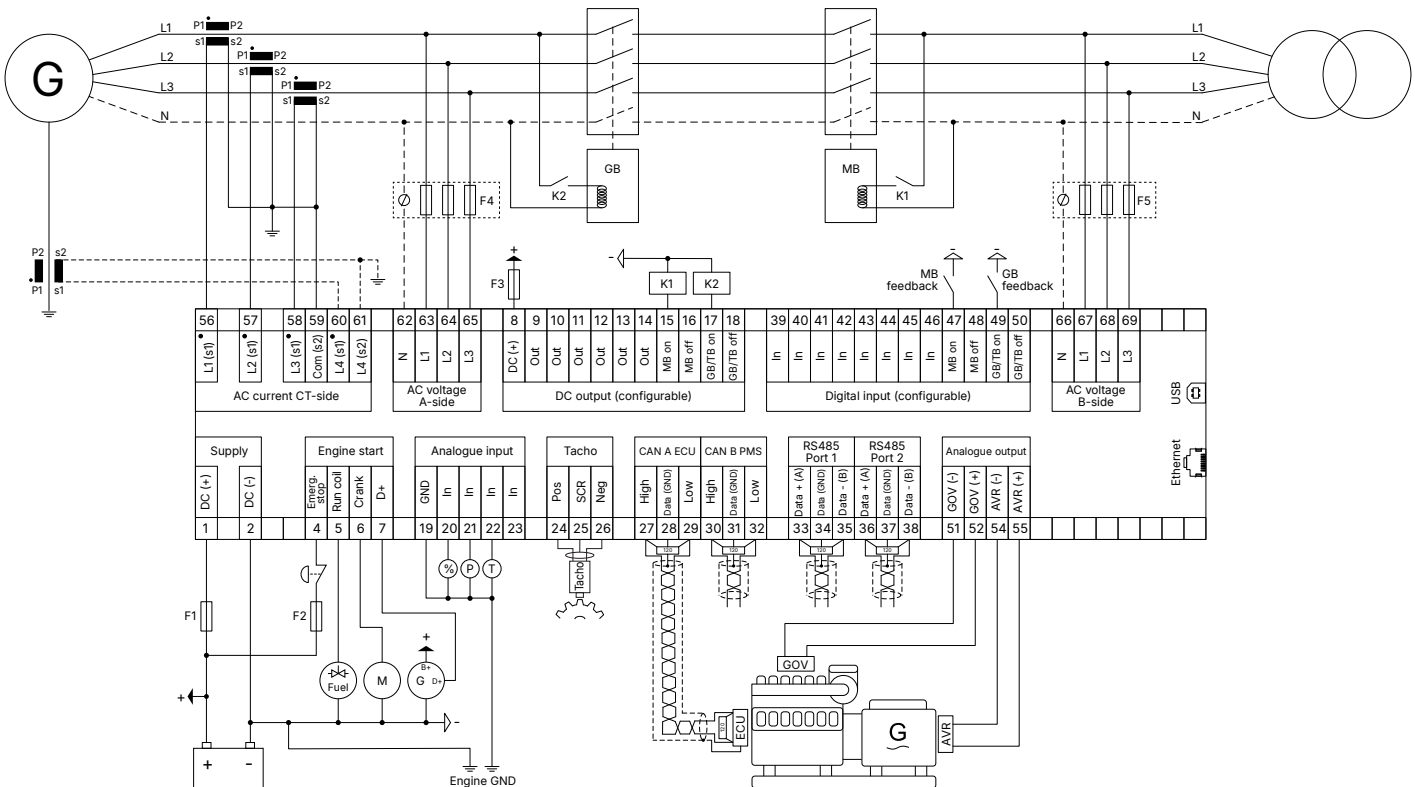 P1 P2
L1
L1
s1 s2
P1 P2
L2
L2
s1 s2
G
P1 P2
L3
L3
s1 s2
N
N
GB
MB
K2
K1
F4
F5
P2 s2
P1 s1
+
F3
-
K1
K2
-
-
MB
feedback
GB
feedback
56 57 58 59 60 61 62 63 64 65 8 9 10 11 12 13 14 15 16 17 18 39 40 41 42 43 44 45 46 47 48 49 50 66 67 68 69
L1 (s1)
L2 (s1)
L3 (s1)
Com (s2)
L4 (s1)
L4 (s2)
N
L1
L2
L3
DC (+)
Out
Out
Out
Out
Out
Out
MB on
MB off
GB/TB on
GB/TB off
In
In
In
In
In
In
In
In
MB on
MB off
GB/TB on
GB/TB off
N
L1
L2
L3
AC current CT-side
AC voltage
A-side
DC output (configurable)
Digital input (configurable)
AC voltage
B-side
USB
Ethernet
Supply
Engine start
Analogue input
Tacho
CAN A ECU
CAN B PMS
RS485
Port 1
RS485
Port 2
Analogue output
DC (+)
DC (-)
Emerg.
stop
Run coil
Crank
D+
GND
In
In
In
In
Pos
SCR
Neg
High
Data (GND)
Low
High
Data (GND)
Low
Data + (A)
Data (GND)
Data - (B)
Data + (A)
Data (GND)
Data - (B)
GOV (-)
GOV (+)
AVR (-)
AVR (+)
1 2 4 5 6 7 19 20 21 22 23 24 25 26 27 28 29 30 31 32 33 34 35 36 37 38 51 52 54 55
120
120
120
120
% P T
Tacho
F1
F2
+
Fuel
M
B+
G D+
GOV
+
-
120
ECU
G
AVR
+ -
Engine GND